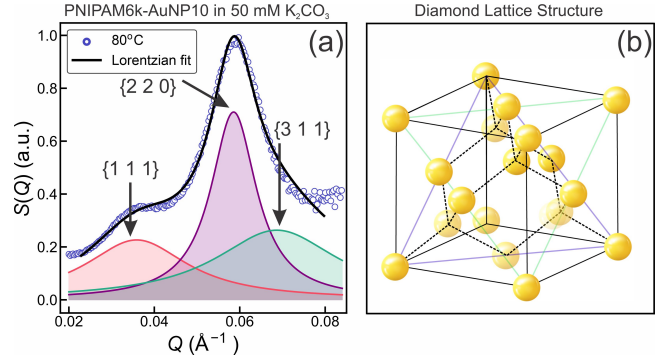 PNIPAM6k-AuNP10 in 50 mM K₂CO₃
Diamond Lattice Structure
(a)
(b)
80°C
Lorentzian fit
{2 2 0}
{3 1 1}
{1 1 1}
S(Q) (a.u.)
1.0
0.8
0.6
0.4
0.2
0.0
0.02 0.04 0.06 0.08
Q (Å⁻¹)